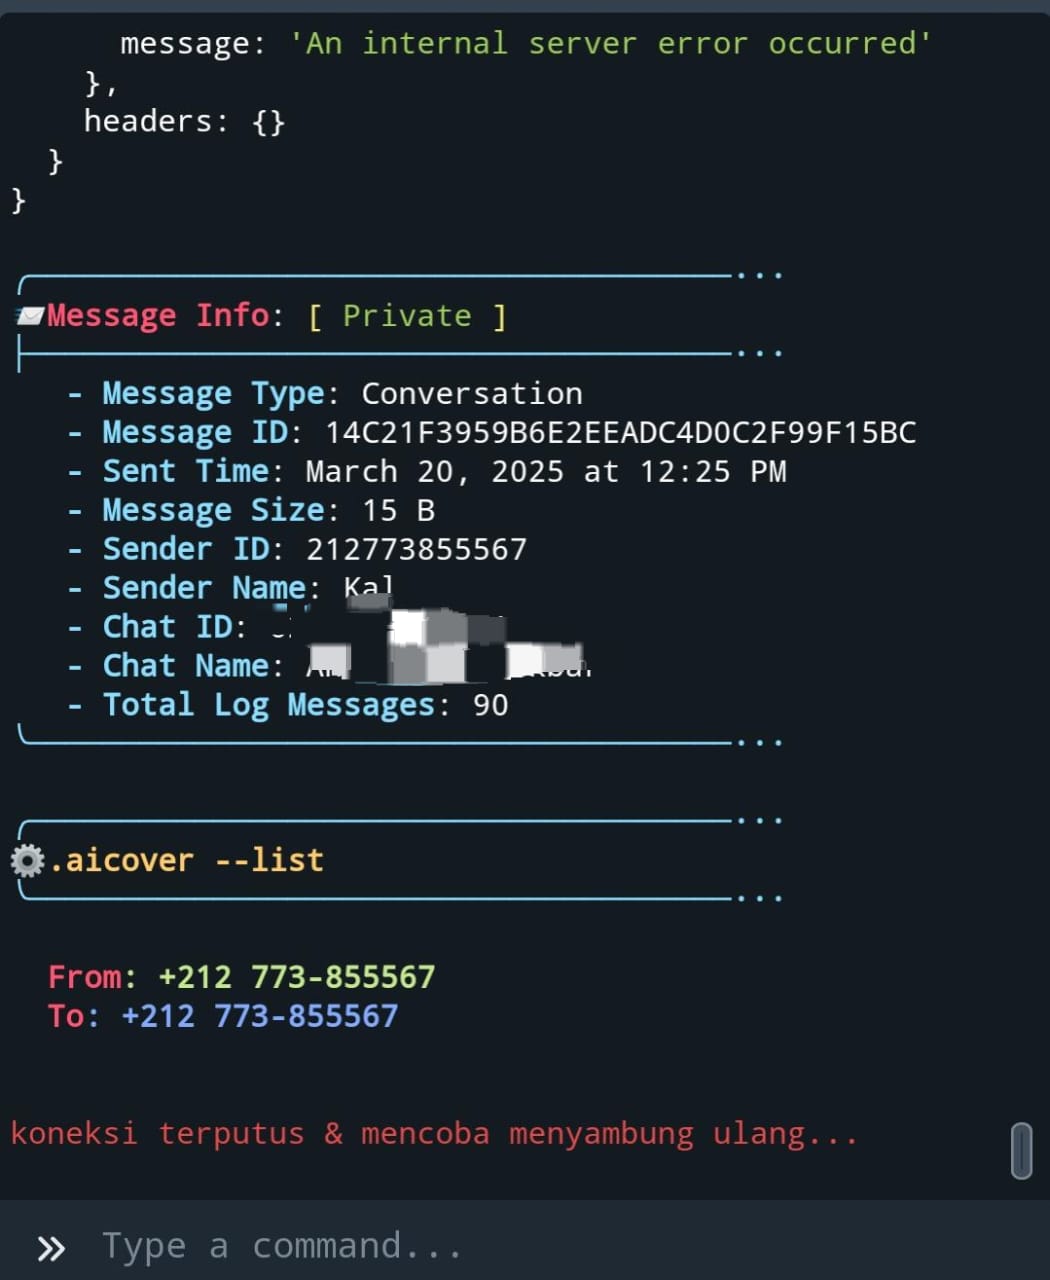 message: 'An internal server error occurred'
},
headers: {}
}
}
Message Info: [ Private ]
- Message Type: Conversation
- Message ID: 14C21F3959B6E2EEADC4D0C2F99F15BC
- Sent Time: March 20, 2025 at 12:25 PM
- Message Size: 15 B
- Sender ID: 212773855567
- Sender Name: Kal
- Chat ID:
- Chat Name:
- Total Log Messages: 90
.aicover --list
From: +212 773-855567
To: +212 773-855567
koneksi terputus & mencoba menyambung ulang...
» Type a command...